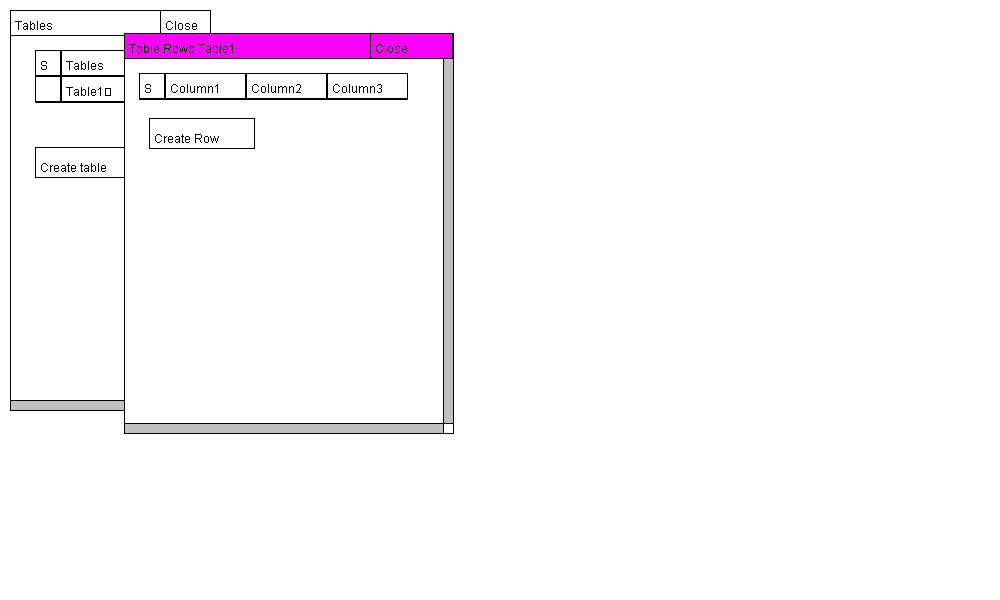 Tables Close
Table Rows Table1 Close
S Tables
Table1▯
Create table
S Column1 Column2 Column3
Create Row